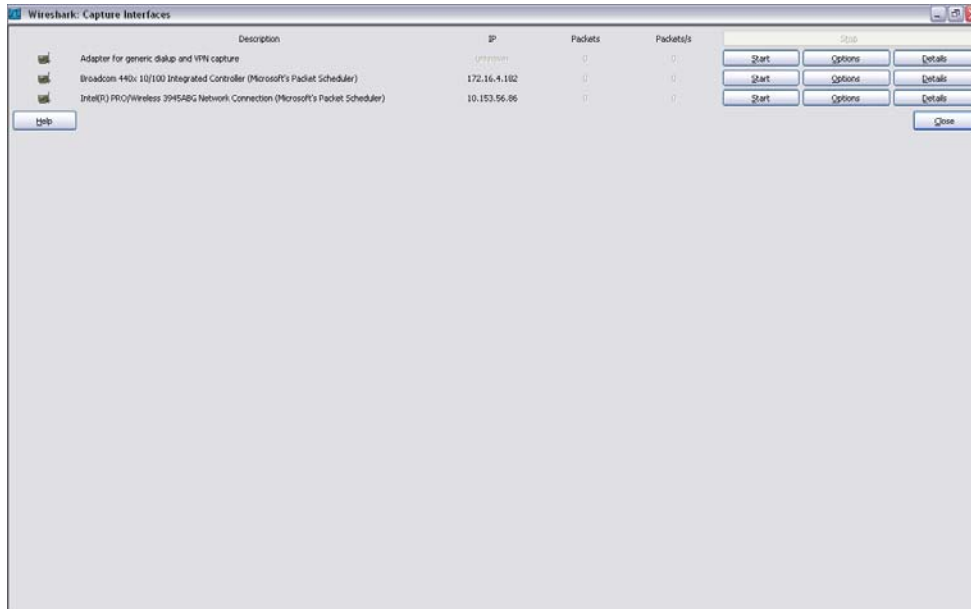 Wireshark: Capture Interfaces
Description IP Packets Packets/s Stop
Adapter for generic dialup and VPN capture unknown 0 0 Start Options Details
Broadcom 440x 10/100 Integrated Controller (Microsoft's Packet Scheduler) 172.16.4.102 0 0 Start Options Details
Intel(R) PRO/Wireless 3945ABG Network Connection (Microsoft's Packet Scheduler) 10.153.56.86 0 0 Start Options Details
Help Close